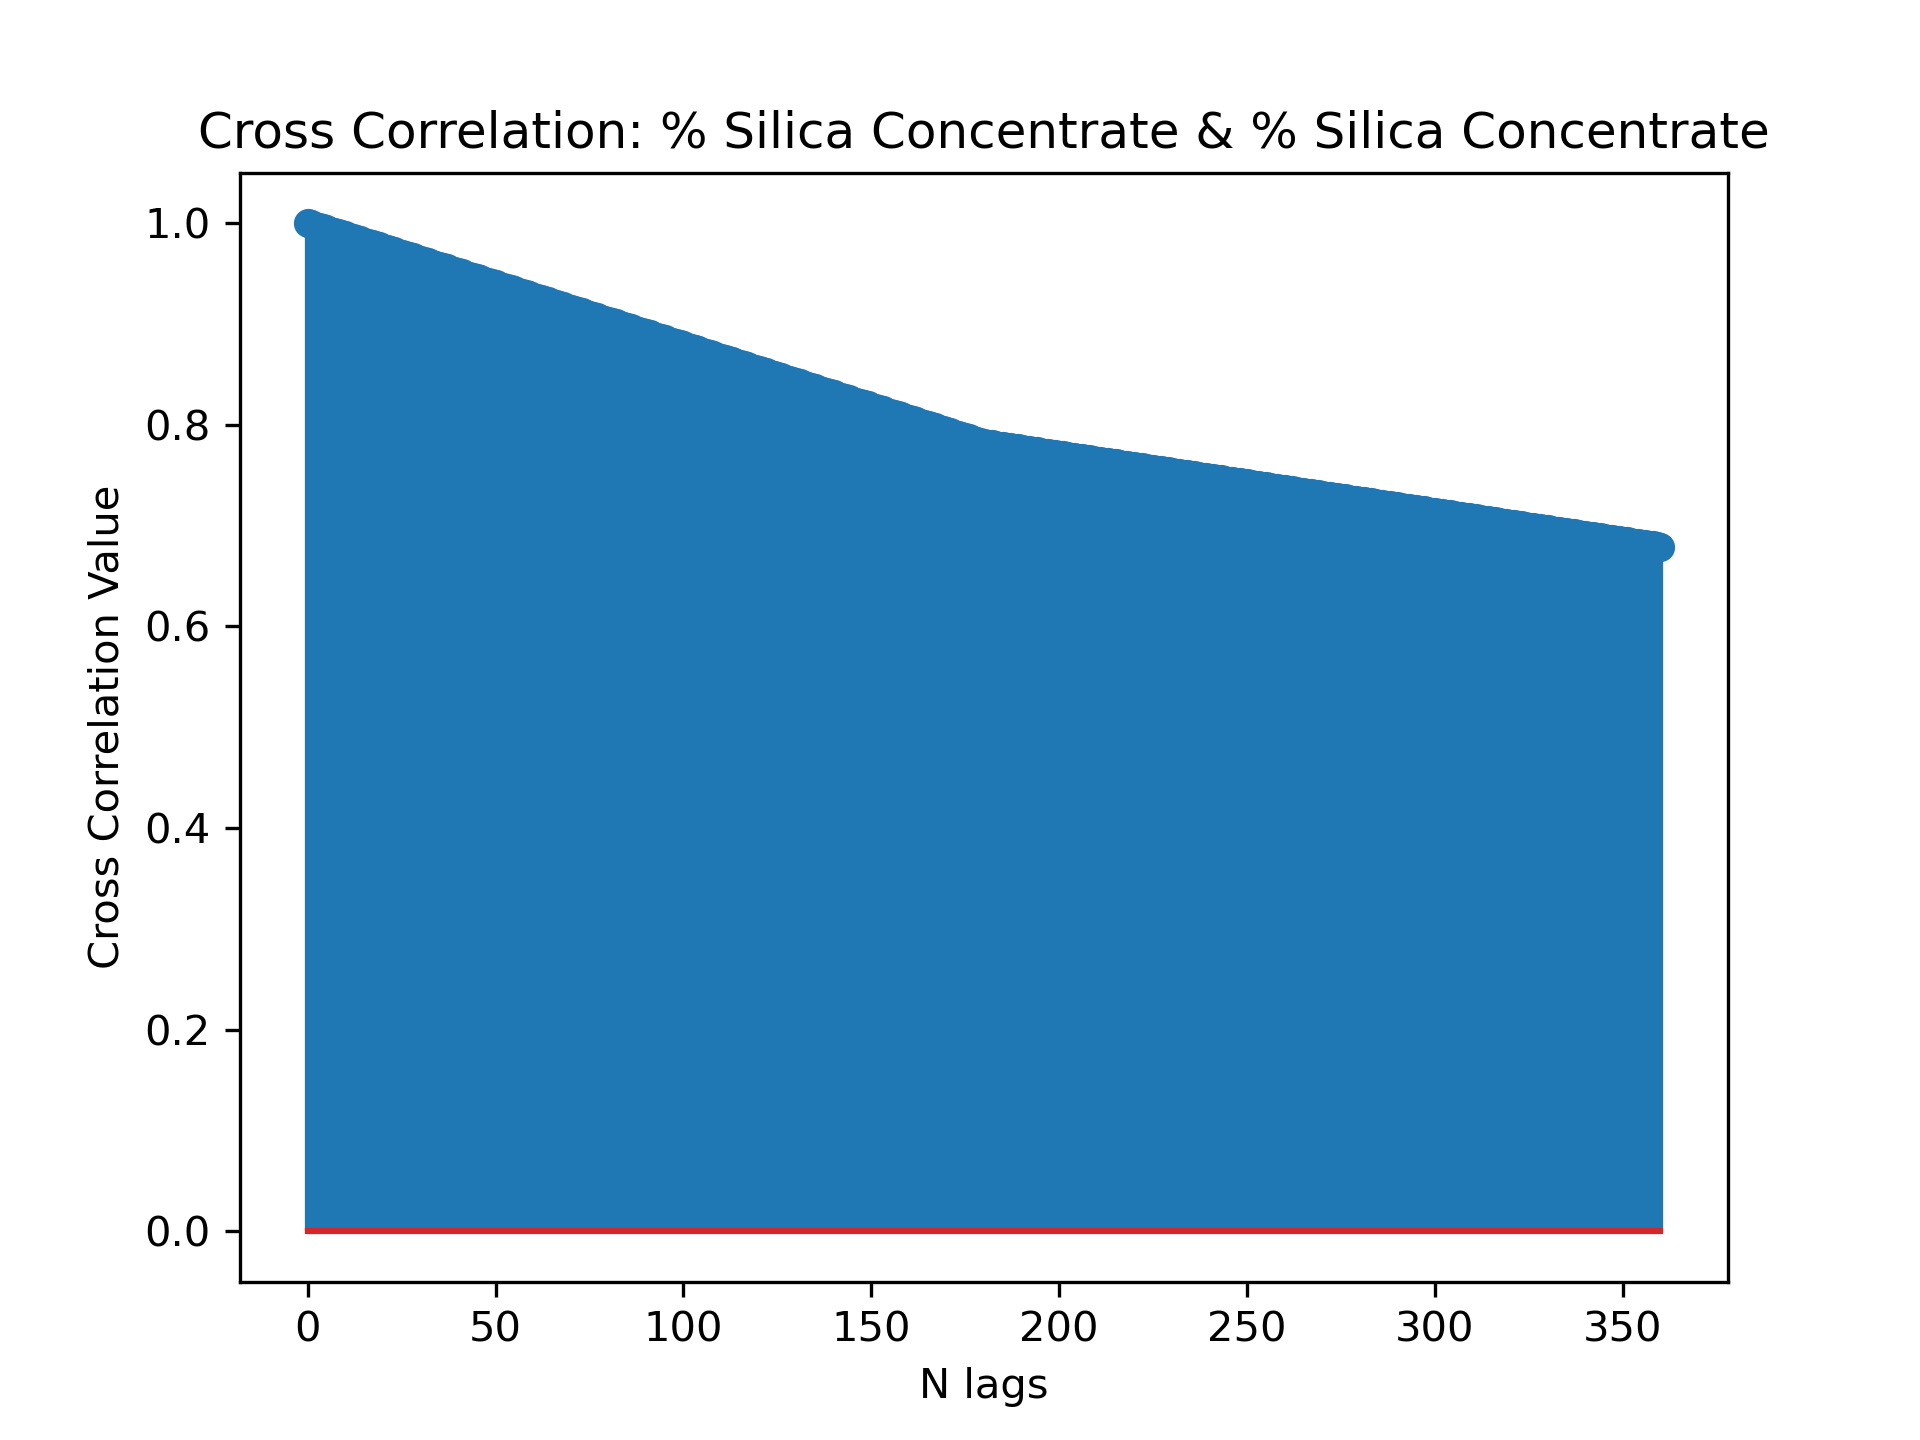 Cross Correlation: % Silica Concentrate & % Silica Concentrate
Cross Correlation Value
1.0
0.8
0.6
0.4
0.2
0.0
0 50 100 150 200 250 300 350
N lags